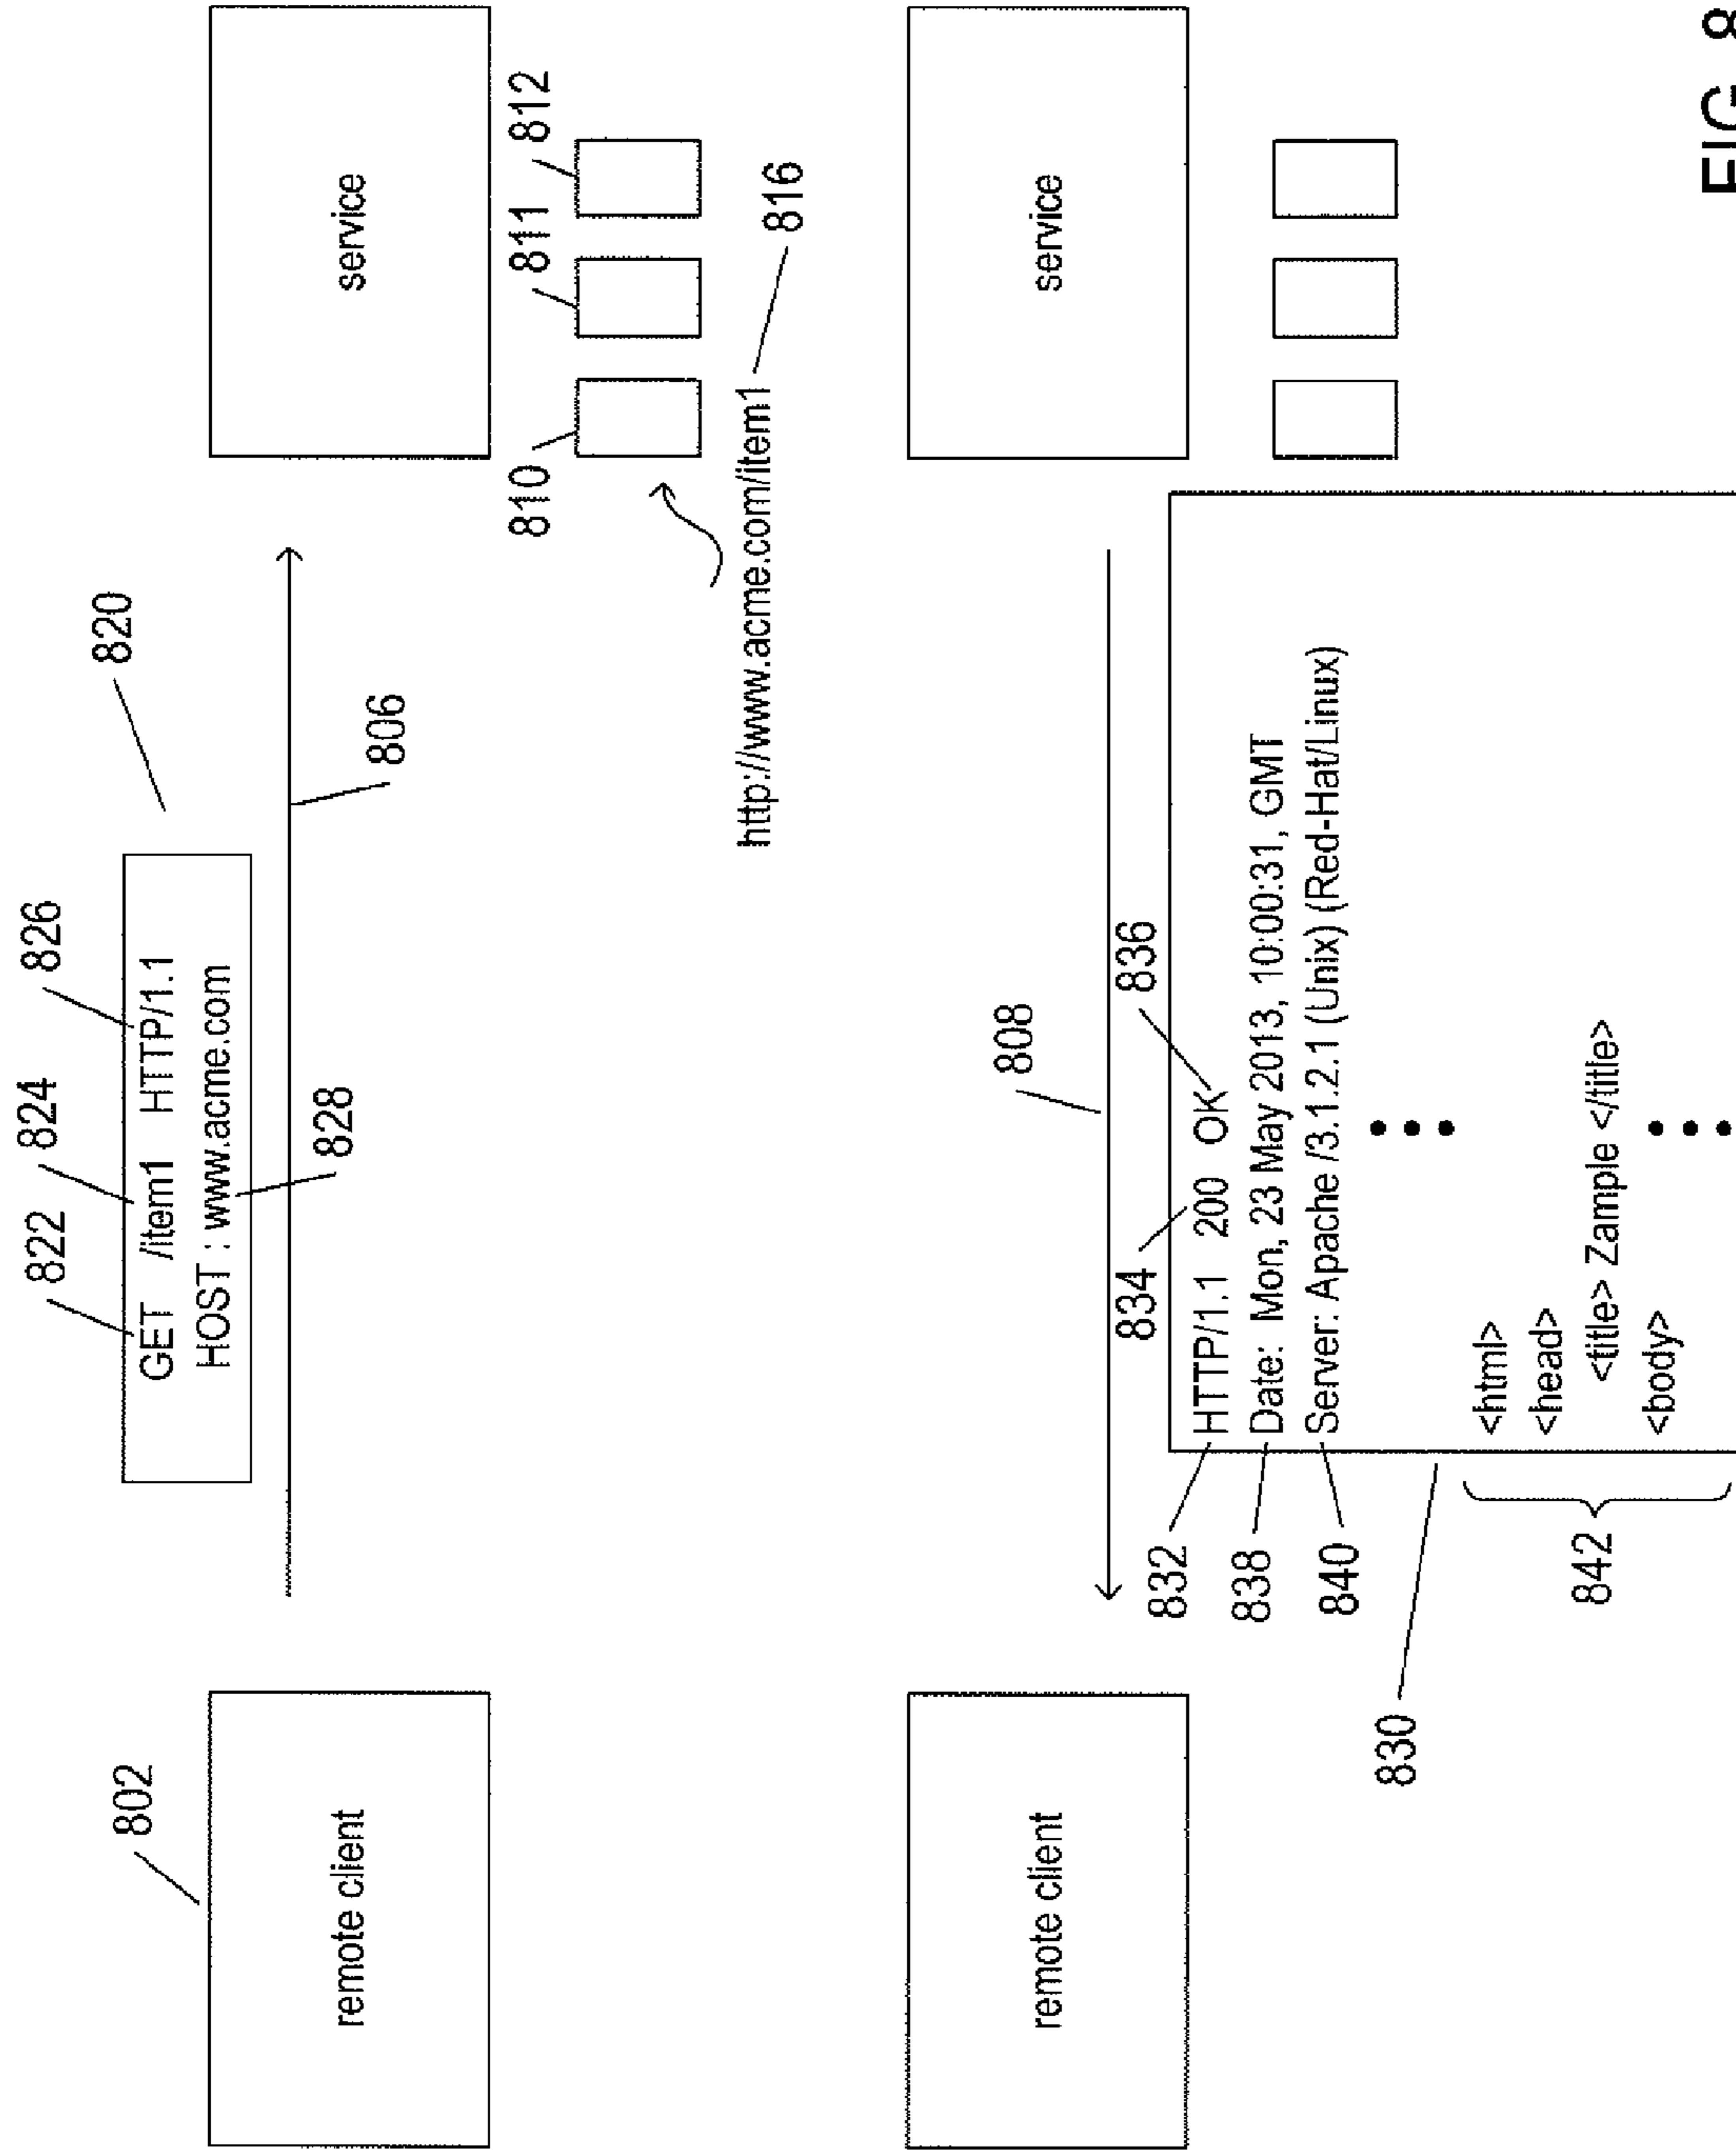 822 824 826
820
GET /item1 HTTP/1.1
HOST : www.acme.com
828
806
802
remote client
service
810 811 812
http://www.acme.com/item1 816
808
remote client
service
834 836
832 HTTP/1.1 200 OK
838 Date: Mon, 23 May 2013, 10:00:31, GMT
840 Server: Apache /3.1.2.1 (Unix) (Red-Hat/Linux)
830
<html>
<head>
842 <title> Zample </title>
<body>
FIG. 8